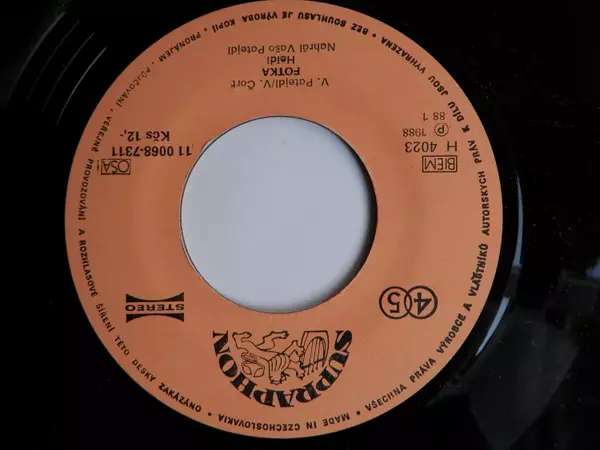 SUPRAPHON
STEREO
45
OSA
BIEM
11 0068-7311
H 4023
Kčs 12,-
Ⓟ 1988
88 1
V. Patejdl/V. Čort
FOTKA
Heidi
Nahrál Vašo Patejdl
MADE IN CZECHOSLOVAKIA • VŠECHNA PRÁVA VÝROBCE A VLASTNÍKŮ AUTORSKÝCH PRÁV K DÍLU JSOU VYHRAZENA • BEZ SOUHLASU JE VÝROBA KOPIÍ • PRONÁJEM • PŮJČOVÁNÍ • VEŘEJNÉ PROVOZOVÁNÍ A ROZHLASOVÉ ŠÍŘENÍ TÉTO DESKY ZAKÁZÁNO •